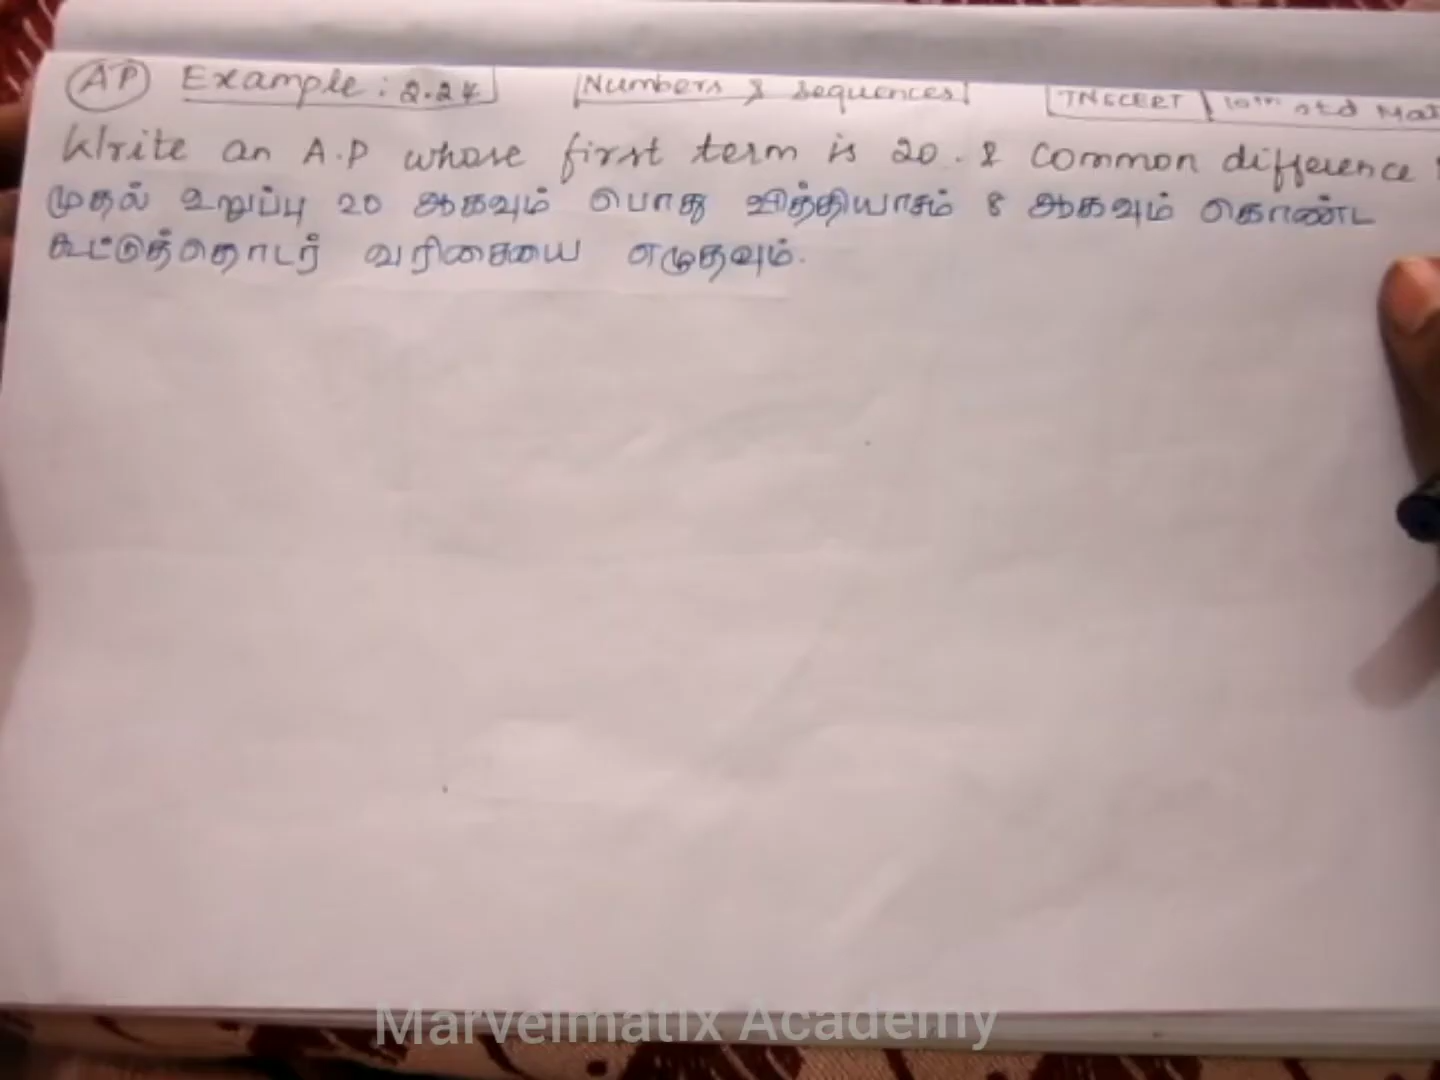 AP Example : 2.24 Numbers & sequences TNSCERT 10th std Mat
Write an A.P whose first term is 20 . & common difference
முதல் உறுப்பு 20 ஆகவும் பொது வித்தியாசம் 8 ஆகவும் கொண்ட
கூட்டுத்தொடர் வரிசையை எழுதவும்.
Marvelmatix Academy